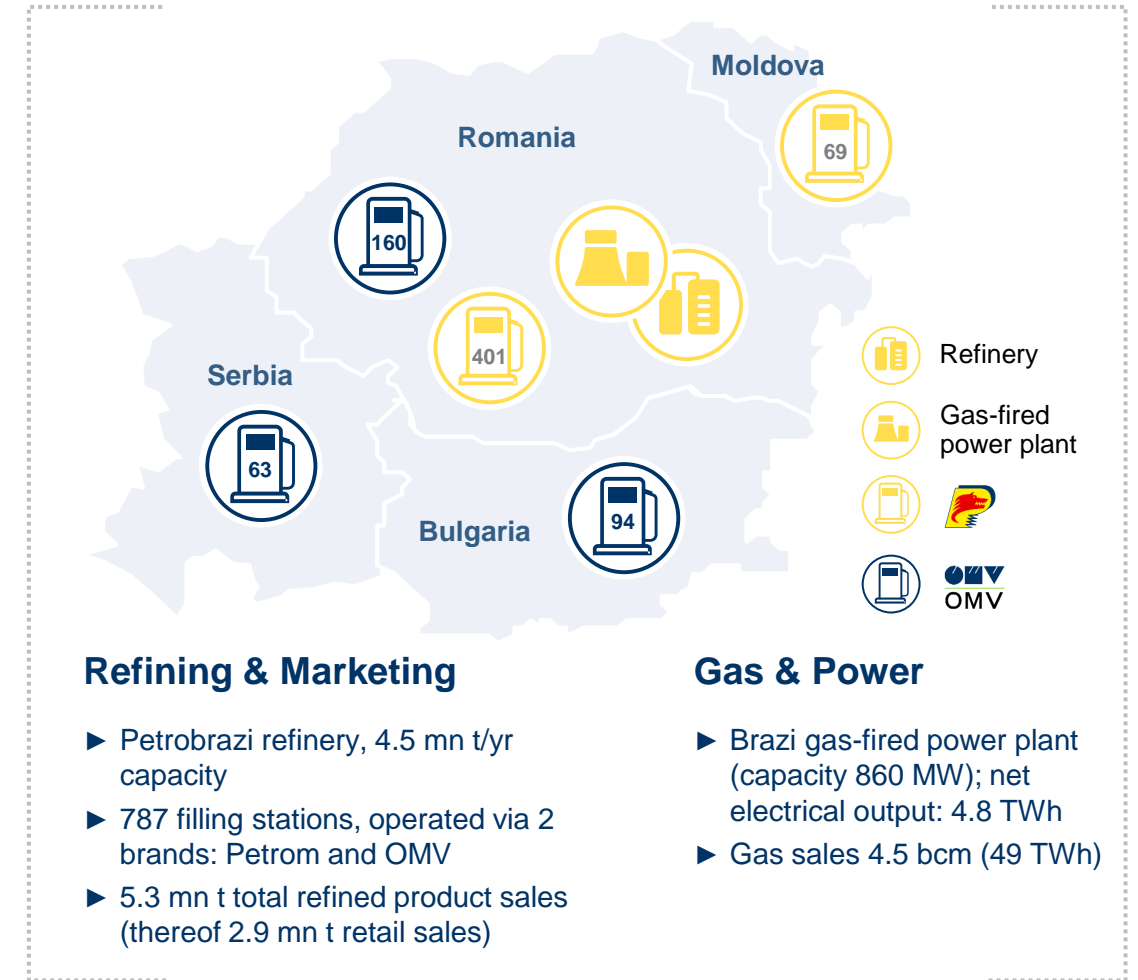 Moldova
69
Romania
160
401
Serbia
63
Bulgaria
94
Refinery
Gas-fired
power plant
OMV
OMV
Refining & Marketing
► Petrobrazi refinery, 4.5 mn t/yr
capacity
► 787 filling stations, operated via 2
brands: Petrom and OMV
► 5.3 mn t total refined product sales
(thereof 2.9 mn t retail sales)
Gas & Power
► Brazi gas-fired power plant
(capacity 860 MW); net
electrical output: 4.8 TWh
► Gas sales 4.5 bcm (49 TWh)